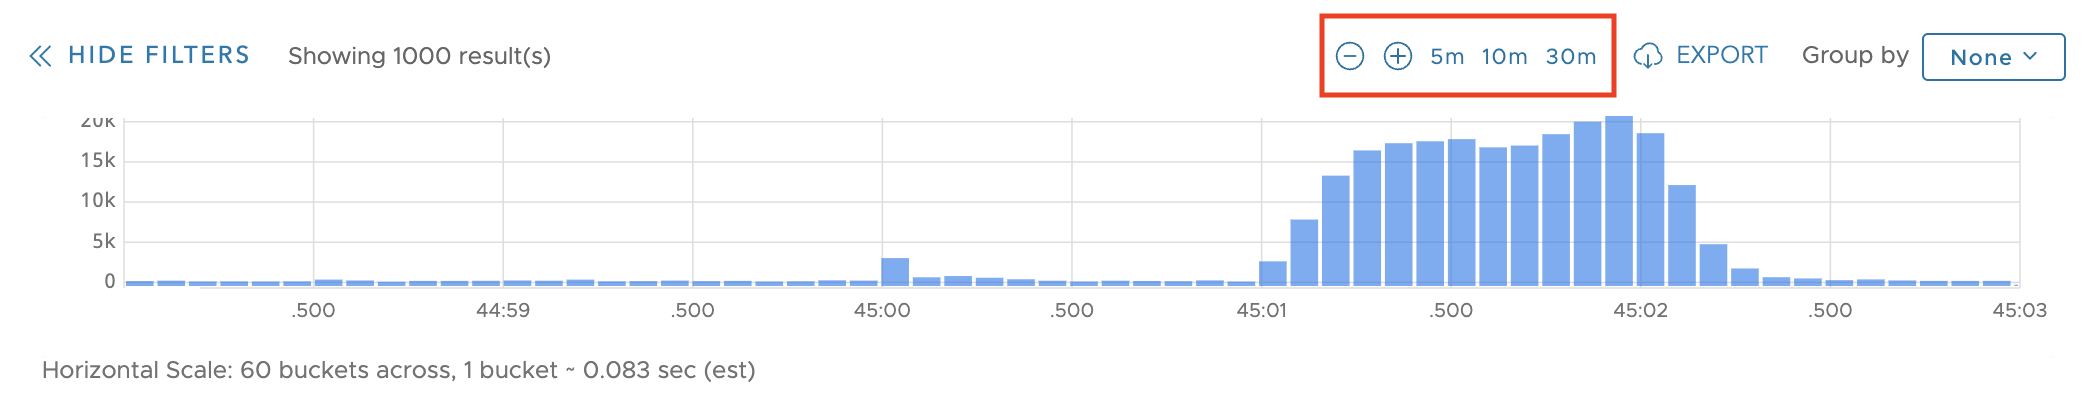 HIDE FILTERS Showing 1000 result(s) 5m 10m 30m EXPORT Group by None
20k
15k
10k
5k
0
.500 44:59 .500 45:00 .500 45:01 .500 45:02 .500 45:03
Horizontal Scale: 60 buckets across, 1 bucket ~ 0.083 sec (est)